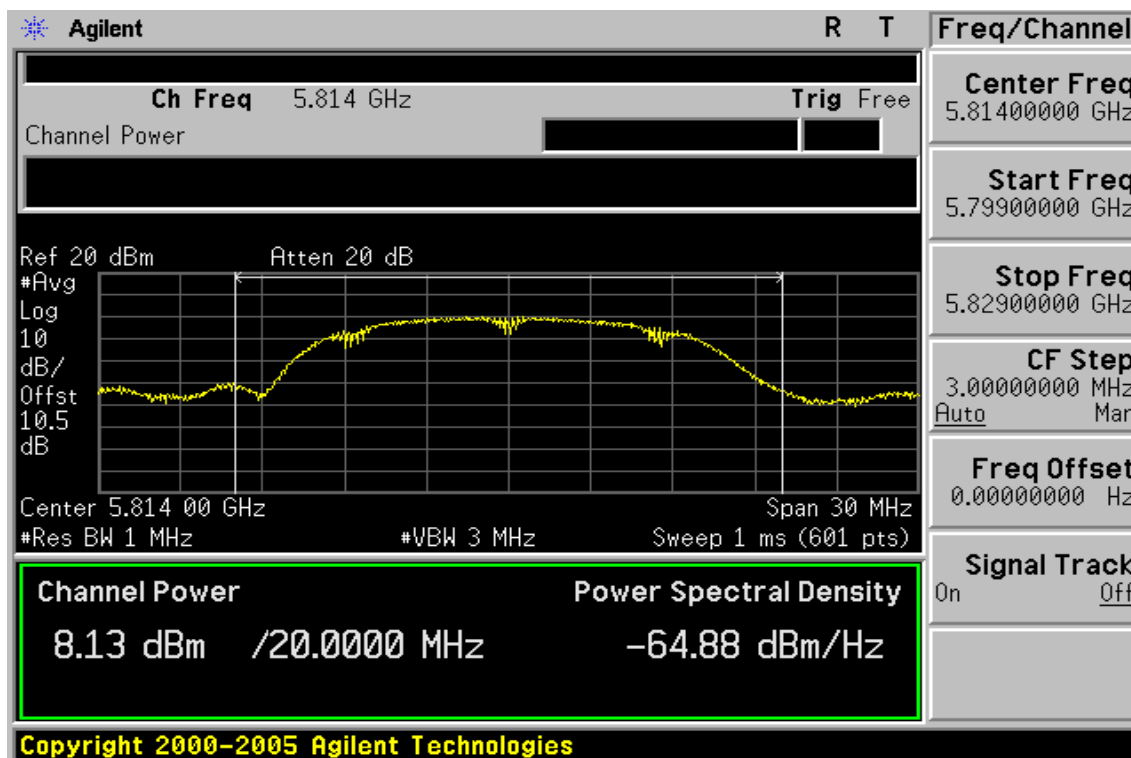 Agilent
R T
Freq/Channel
Ch Freq 5.814 GHz
Trig Free
Channel Power
Center Freq
5.81400000 GHz
Start Freq
5.79900000 GHz
Stop Freq
5.82900000 GHz
CF Step
3.00000000 MHz
Auto Man
Freq Offset
0.00000000 Hz
Signal Track
On Off
Ref 20 dBm
Atten 20 dB
#Avg
Log
10
dB/
Offst
10.5
dB
Center 5.814 00 GHz
Span 30 MHz
#Res BW 1 MHz
#VBW 3 MHz
Sweep 1 ms (601 pts)
Channel Power
Power Spectral Density
8.13 dBm /20.0000 MHz
-64.88 dBm/Hz
Copyright 2000-2005 Agilent Technologies